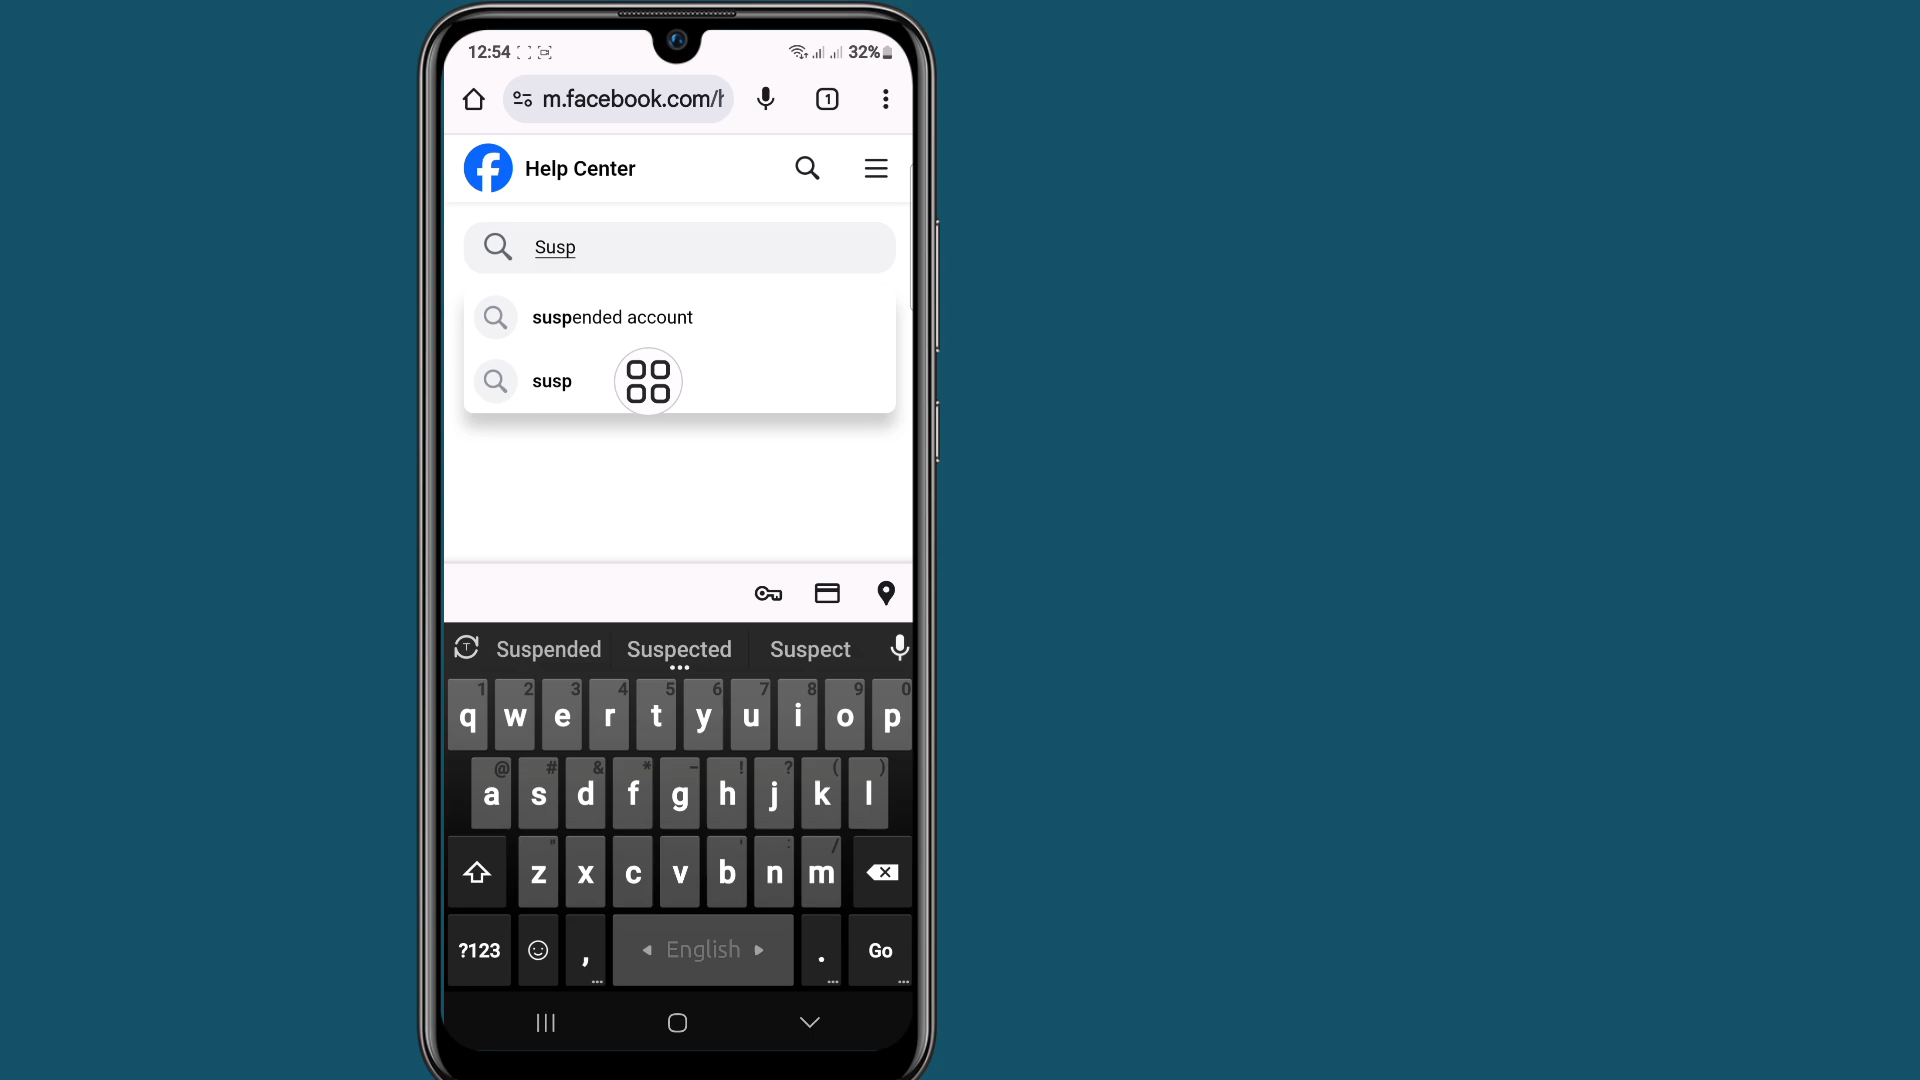 12:54 32%
m.facebook.com/h 1
Help Center
Susp
suspended account
susp
Suspended Suspected Suspect
1 2 3 4 5 6 7 8 9 0
q w e r t y u i o p
@ # & * - ! ? ( )
a s d f g h j k l
" ' : /
z x c v b n m
?123 , English . Go